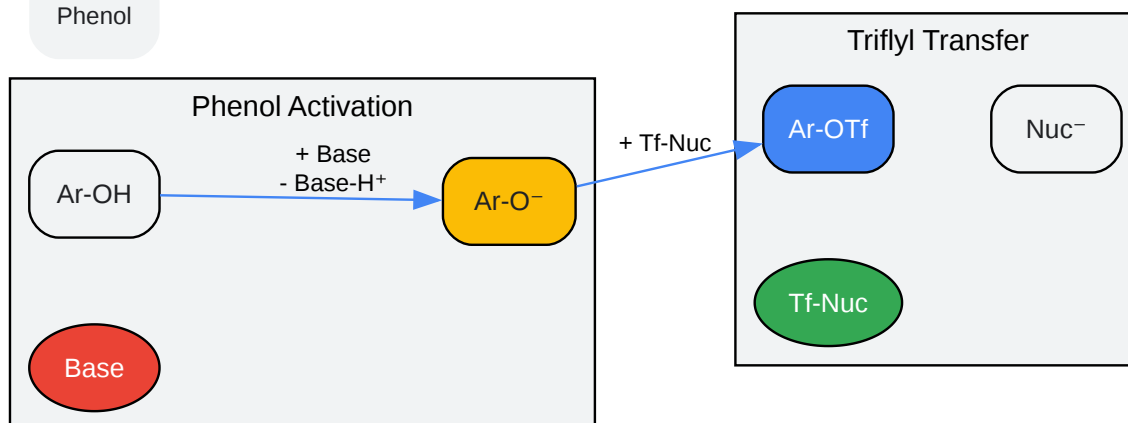 Phenol
Triflyl Transfer
Phenol Activation
Ar-OTf
Nuc⁻
+ Tf-Nuc
+ Base
- Base-H⁺
Ar-OH
Ar-O⁻
Tf-Nuc
Base